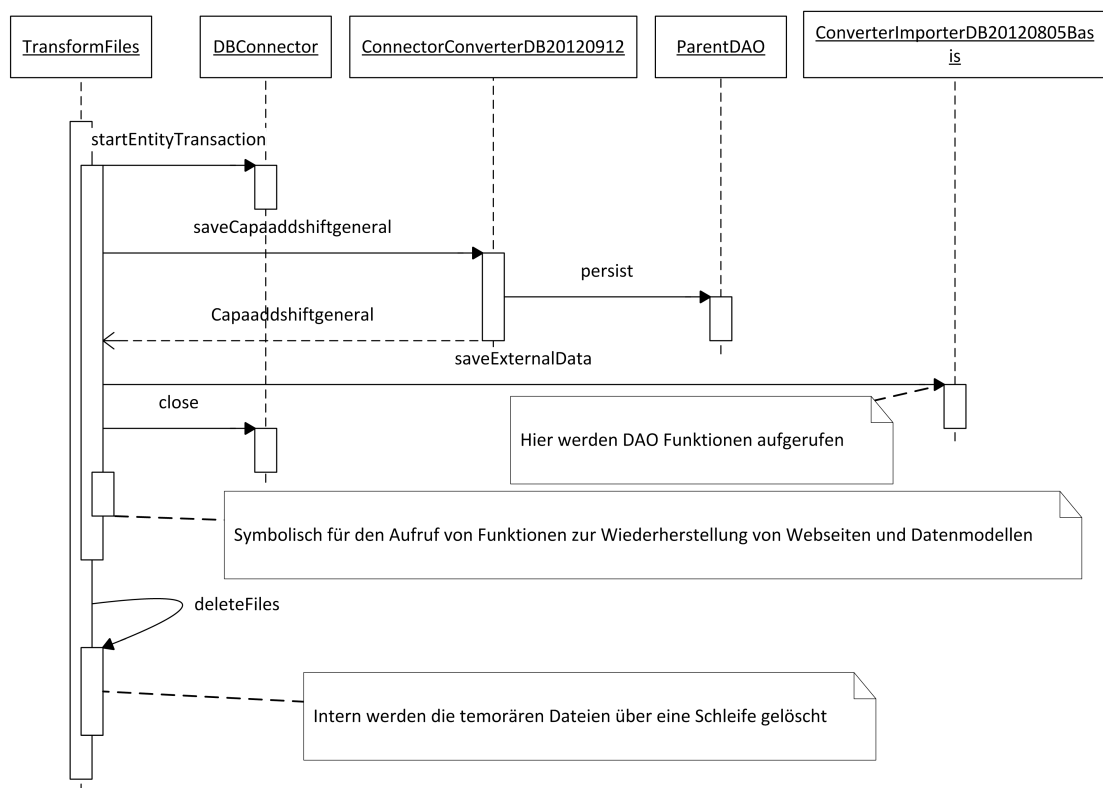 TransformFiles
DBConnector
ConnectorConverterDB20120912
ParentDAO
ConverterImporterDB20120805Bas
is
startEntityTransaction
saveCapaaddshiftgeneral
persist
Capaaddshiftgeneral
saveExternalData
close
Hier werden DAO Funktionen aufgerufen
Symbolisch für den Aufruf von Funktionen zur Wiederherstellung von Webseiten und Datenmodellen
deleteFiles
Intern werden die temorären Dateien über eine Schleife gelöscht